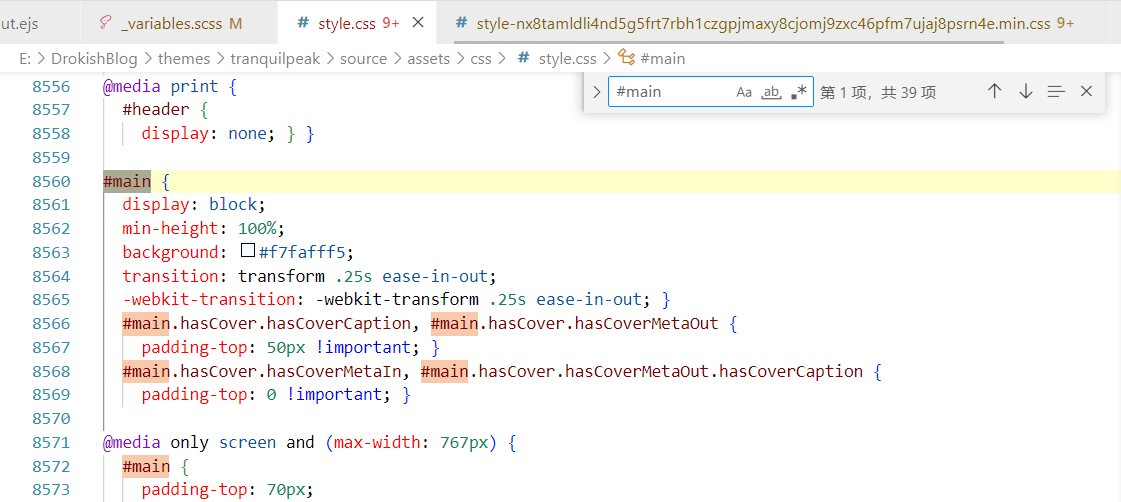 ut.ejs _variables.scss M style.css 9+ style-nx8tamldli4nd5g5frt7rbh1czgpjmaxy8cjomj9zxc46pfm7ujaj8psrn4e.min.css 9+
E: > DrokishBlog > themes > tranquilpeak > source > assets > css > # style.css > #main
#main Aa ab .* 第 1 项，共 39 项
8556 @media print {
8557 #header {
8558 display: none; } }
8559
8560 #main {
8561 display: block;
8562 min-height: 100%;
8563 background: #f7fafff5;
8564 transition: transform .25s ease-in-out;
8565 -webkit-transition: -webkit-transform .25s ease-in-out; }
8566 #main.hasCover.hasCoverCaption, #main.hasCover.hasCoverMetaOut {
8567 padding-top: 50px !important; }
8568 #main.hasCover.hasCoverMetaIn, #main.hasCover.hasCoverMetaOut.hasCoverCaption {
8569 padding-top: 0 !important; }
8570
8571 @media only screen and (max-width: 767px) {
8572 #main {
8573 padding-top: 70px;